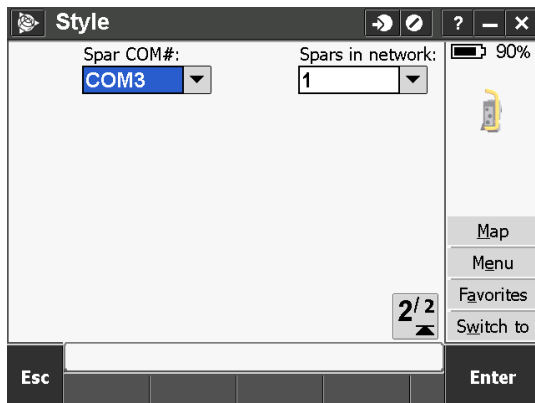 Style
? – ×
Spar COM#:
Spars in network:
90%
COM3
1
Map
Menu
Favorites
2/2
Switch to
Esc
Enter